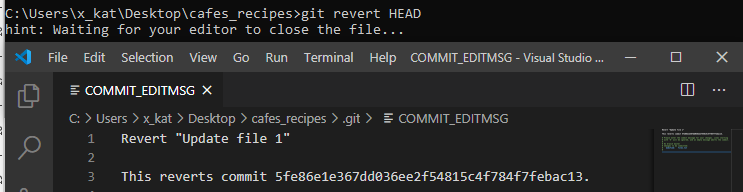 C:\Users\x_kat\Desktop\cafes_recipes>git revert HEAD
hint: Waiting for your editor to close the file...
File Edit Selection View Go Run Terminal Help COMMIT_EDITMSG - Visual Studio ...
COMMIT_EDITMSG
C: > Users > x_kat > Desktop > cafes_recipes > .git > COMMIT_EDITMSG
1 Revert "Update file 1"
2
3 This reverts commit 5fe86e1e367dd036ee2f54815c4f784f7febac13.